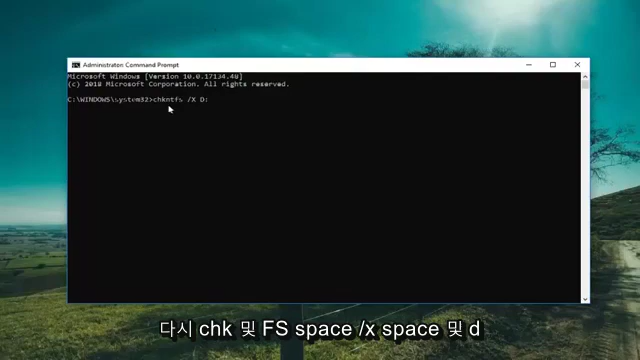 Administrator: Command Prompt
Microsoft Windows [Version 10.0.17134.48]
(c) 2018 Microsoft Corporation. All rights reserved.
C:\WINDOWS\system32>chkntfs /X D:
다시 chk 및 FS space /x space 및 d